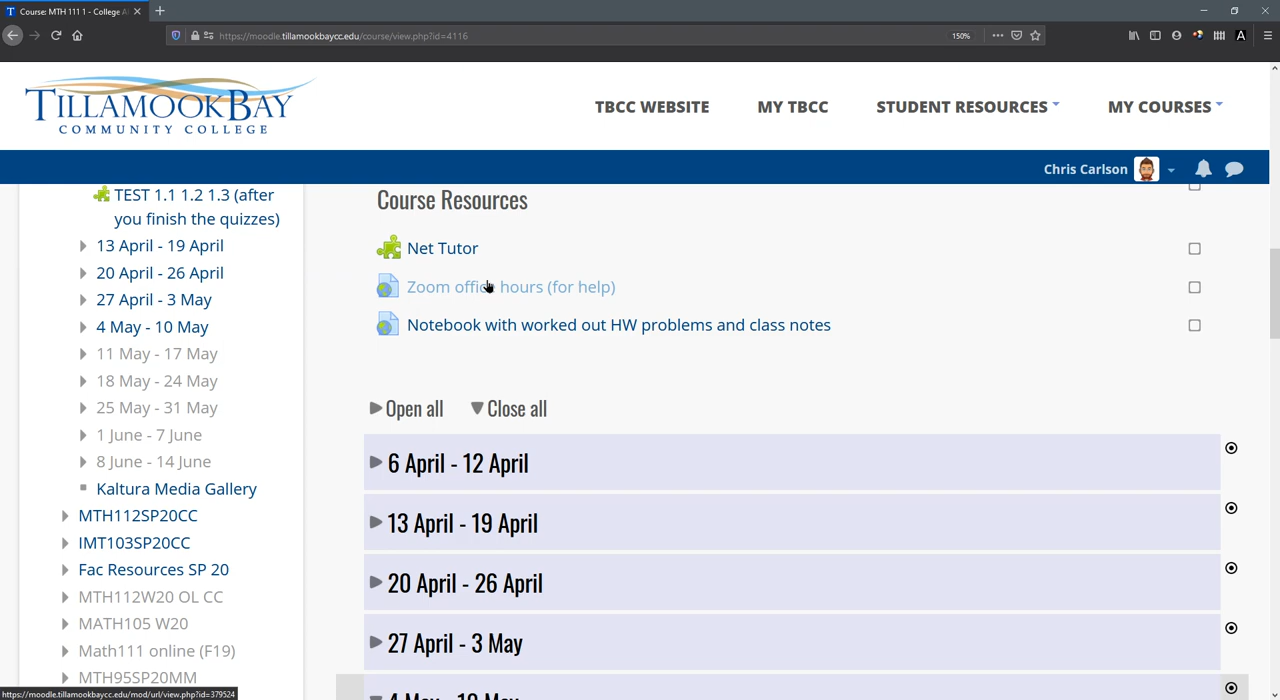 Course: MTH 111 1 - College Al
https://moodle.tillamookbaycc.edu/course/view.php?id=4116
150%
TILLAMOOK BAY
COMMUNITY COLLEGE
TBCC WEBSITE
MY TBCC
STUDENT RESOURCES
MY COURSES
Chris Carlson
TEST 1.1 1.2 1.3 (after
you finish the quizzes)
13 April - 19 April
20 April - 26 April
27 April - 3 May
4 May - 10 May
11 May - 17 May
18 May - 24 May
25 May - 31 May
1 June - 7 June
8 June - 14 June
Kaltura Media Gallery
MTH112SP20CC
IMT103SP20CC
Fac Resources SP 20
MTH112W20 OL CC
MATH105 W20
Math111 online (F19)
MTH95SP20MM
https://moodle.tillamookbaycc.edu/mod/url/view.php?id=379524
Course Resources
Net Tutor
Zoom office hours (for help)
Notebook with worked out HW problems and class notes
Open all
Close all
6 April - 12 April
13 April - 19 April
20 April - 26 April
27 April - 3 May
4 May - 10 May